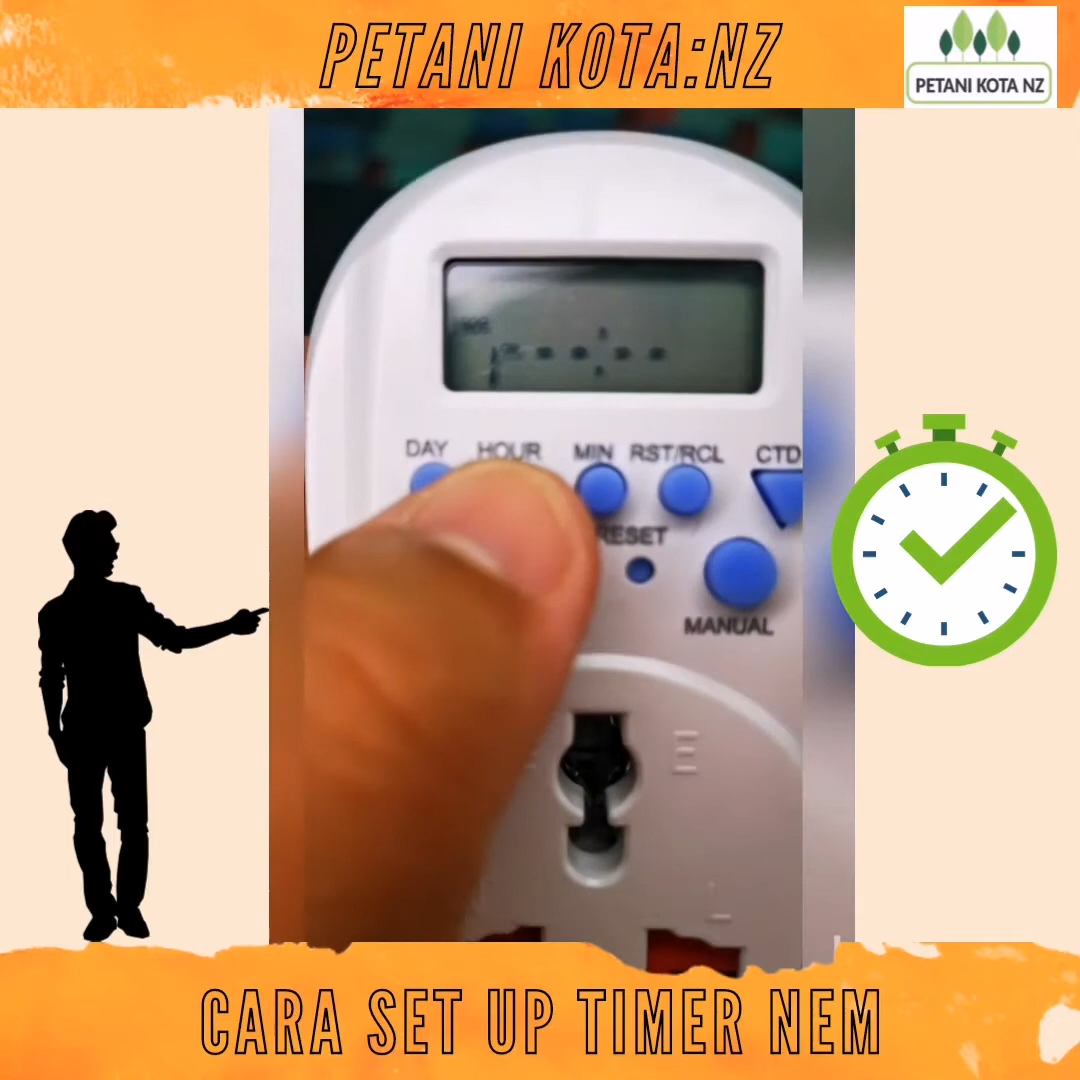 PETANI KOTA:NZ
PETANI KOTA NZ
DAY HOUR MIN RST/RCL CTD
RESET
MANUAL
E
L
CARA SET UP TIMER NEM